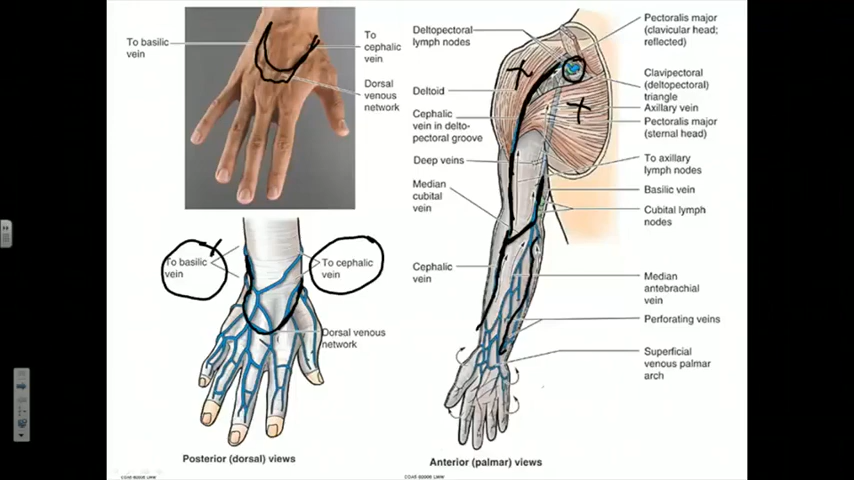 To basilic
vein
To
cephalic
vein
Dorsal
venous
network
To basilic
vein
To cephalic
vein
Dorsal venous
network
Posterior (dorsal) views
Deltopectoral
lymph nodes
Deltoid
Cephalic
vein in delto-
pectoral groove
Deep veins
Median
cubital
vein
Cephalic
vein
Pectoralis major
(clavicular head;
reflected)
Clavipectoral
(deltopectoral)
triangle
Axillary vein
Pectoralis major
(sternal head)
To axillary
lymph nodes
Basilic vein
Cubital lymph
nodes
Median
antebrachial
vein
Perforating veins
Superficial
venous palmar
arch
Anterior (palmar) views